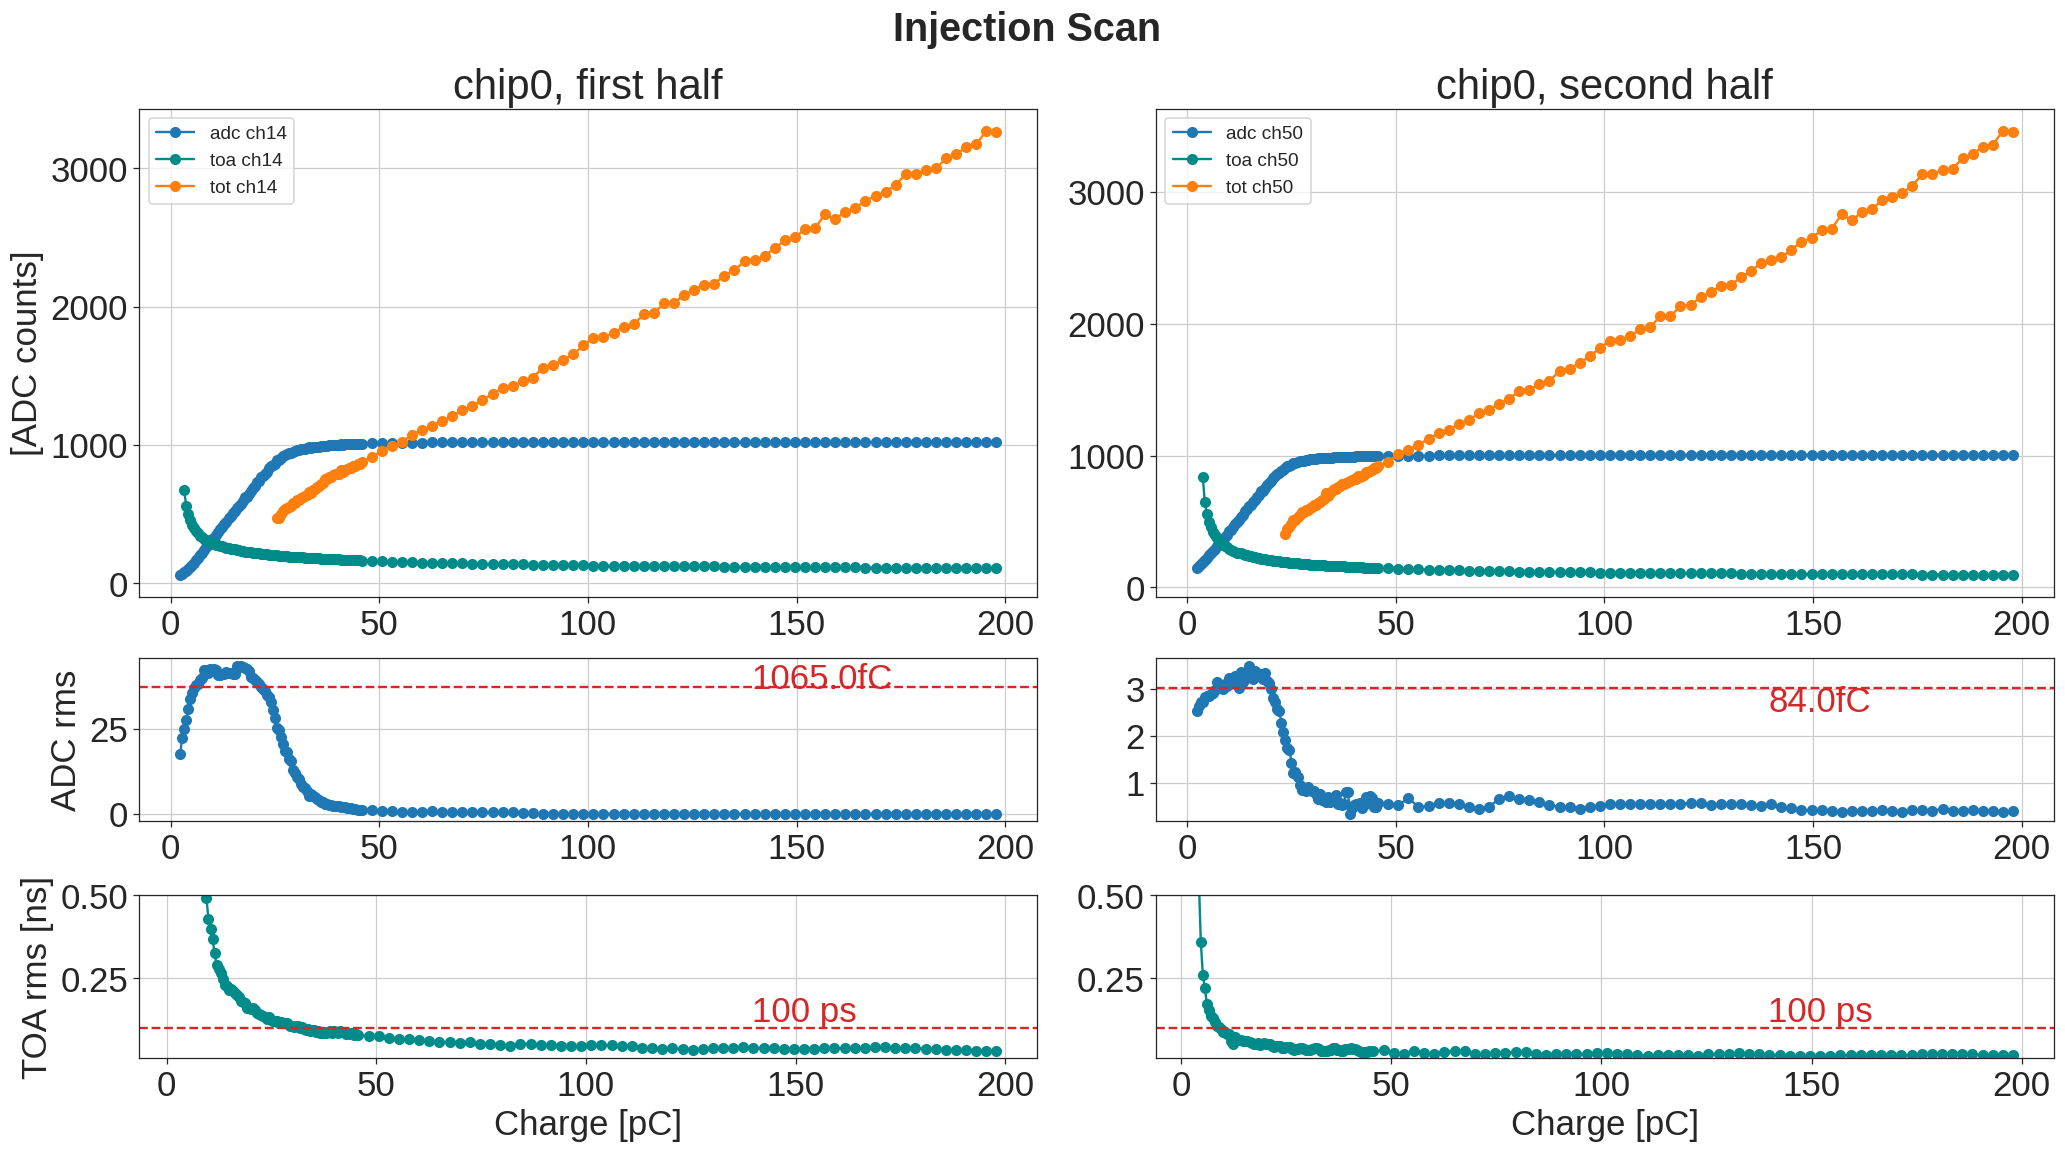 Injection Scan
chip0, first half
chip0, second half
[ADC counts]
adc ch14
toa ch14
tot ch14
3000
2000
1000
0
0 50 100 150 200
adc ch50
toa ch50
tot ch50
3000
2000
1000
0
0 50 100 150 200
ADC rms
25
0
1065.0fC
0 50 100 150 200
3
2
1
84.0fC
0 50 100 150 200
TOA rms [ns]
0.50
0.25
100 ps
0 50 100 150 200
Charge [pC]
0.50
0.25
100 ps
0 50 100 150 200
Charge [pC]